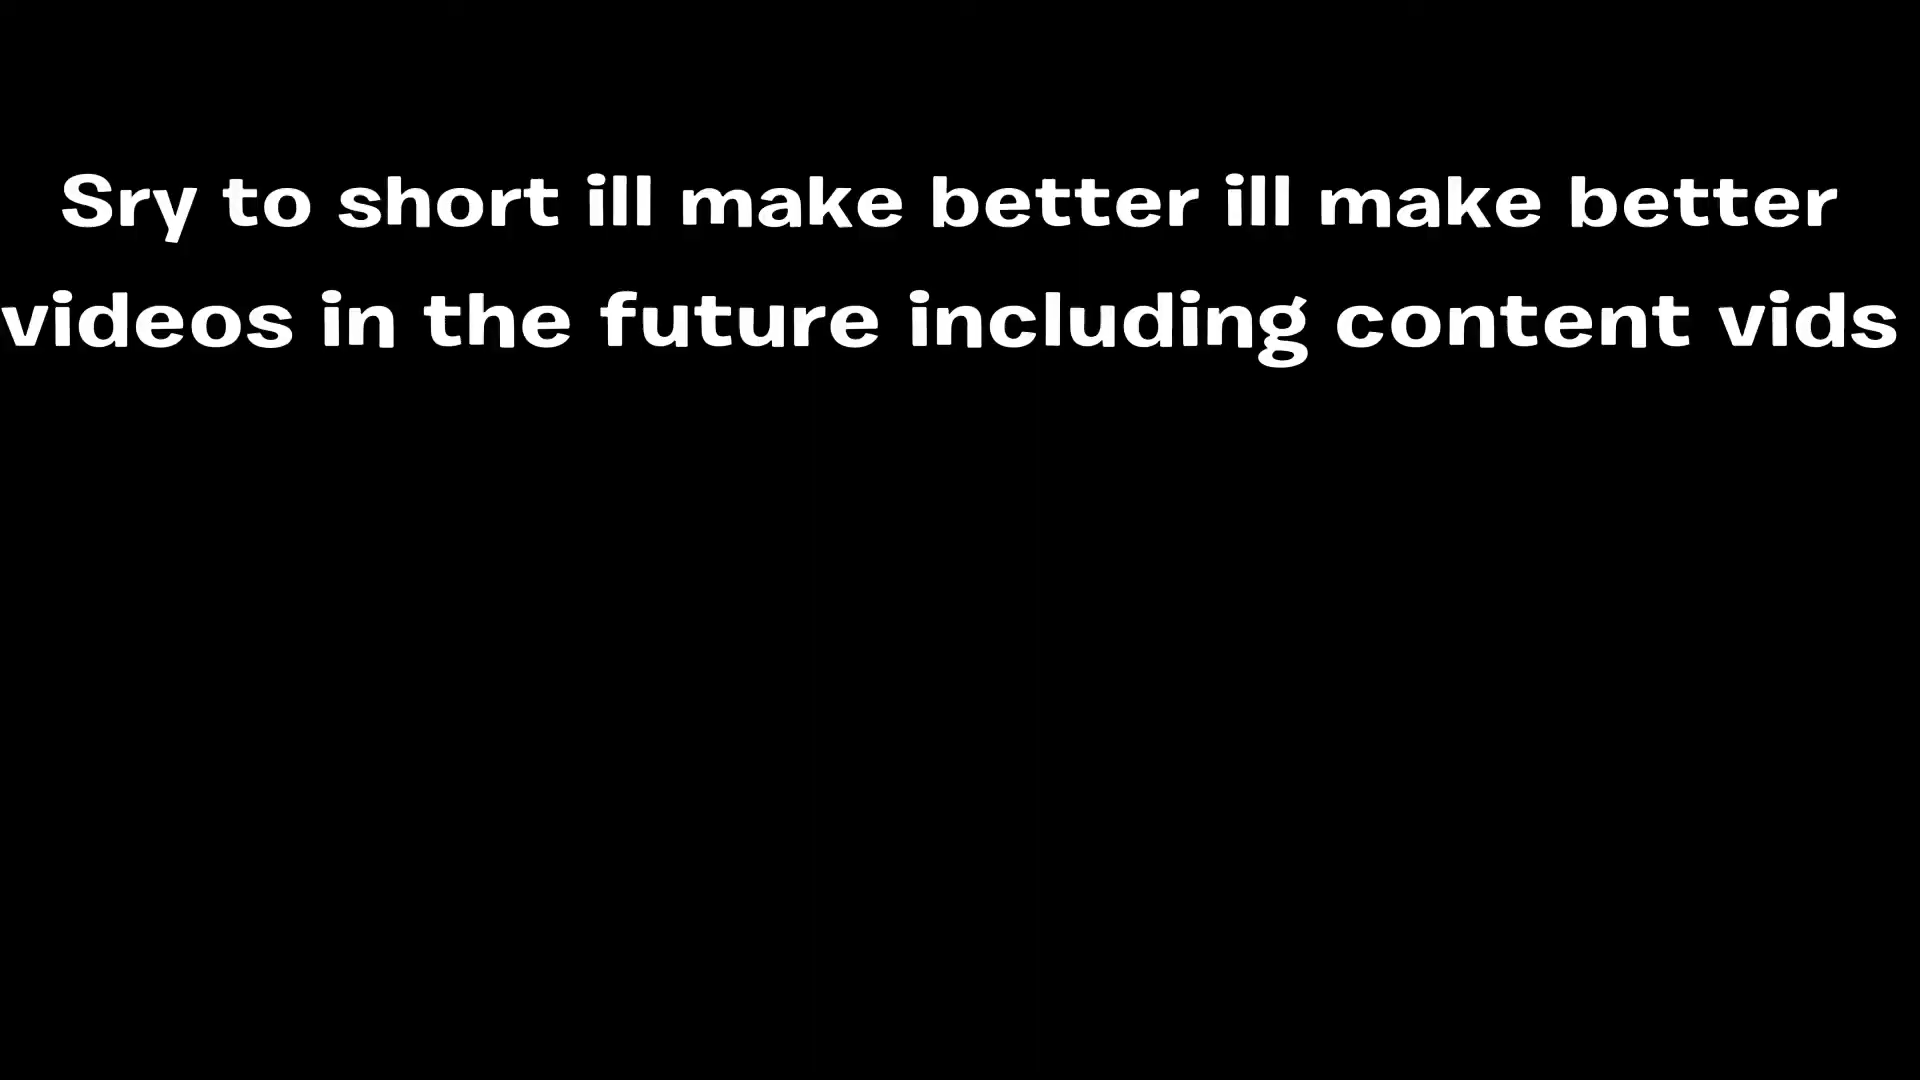 Sry to short ill make better ill make better
videos in the future including content vids